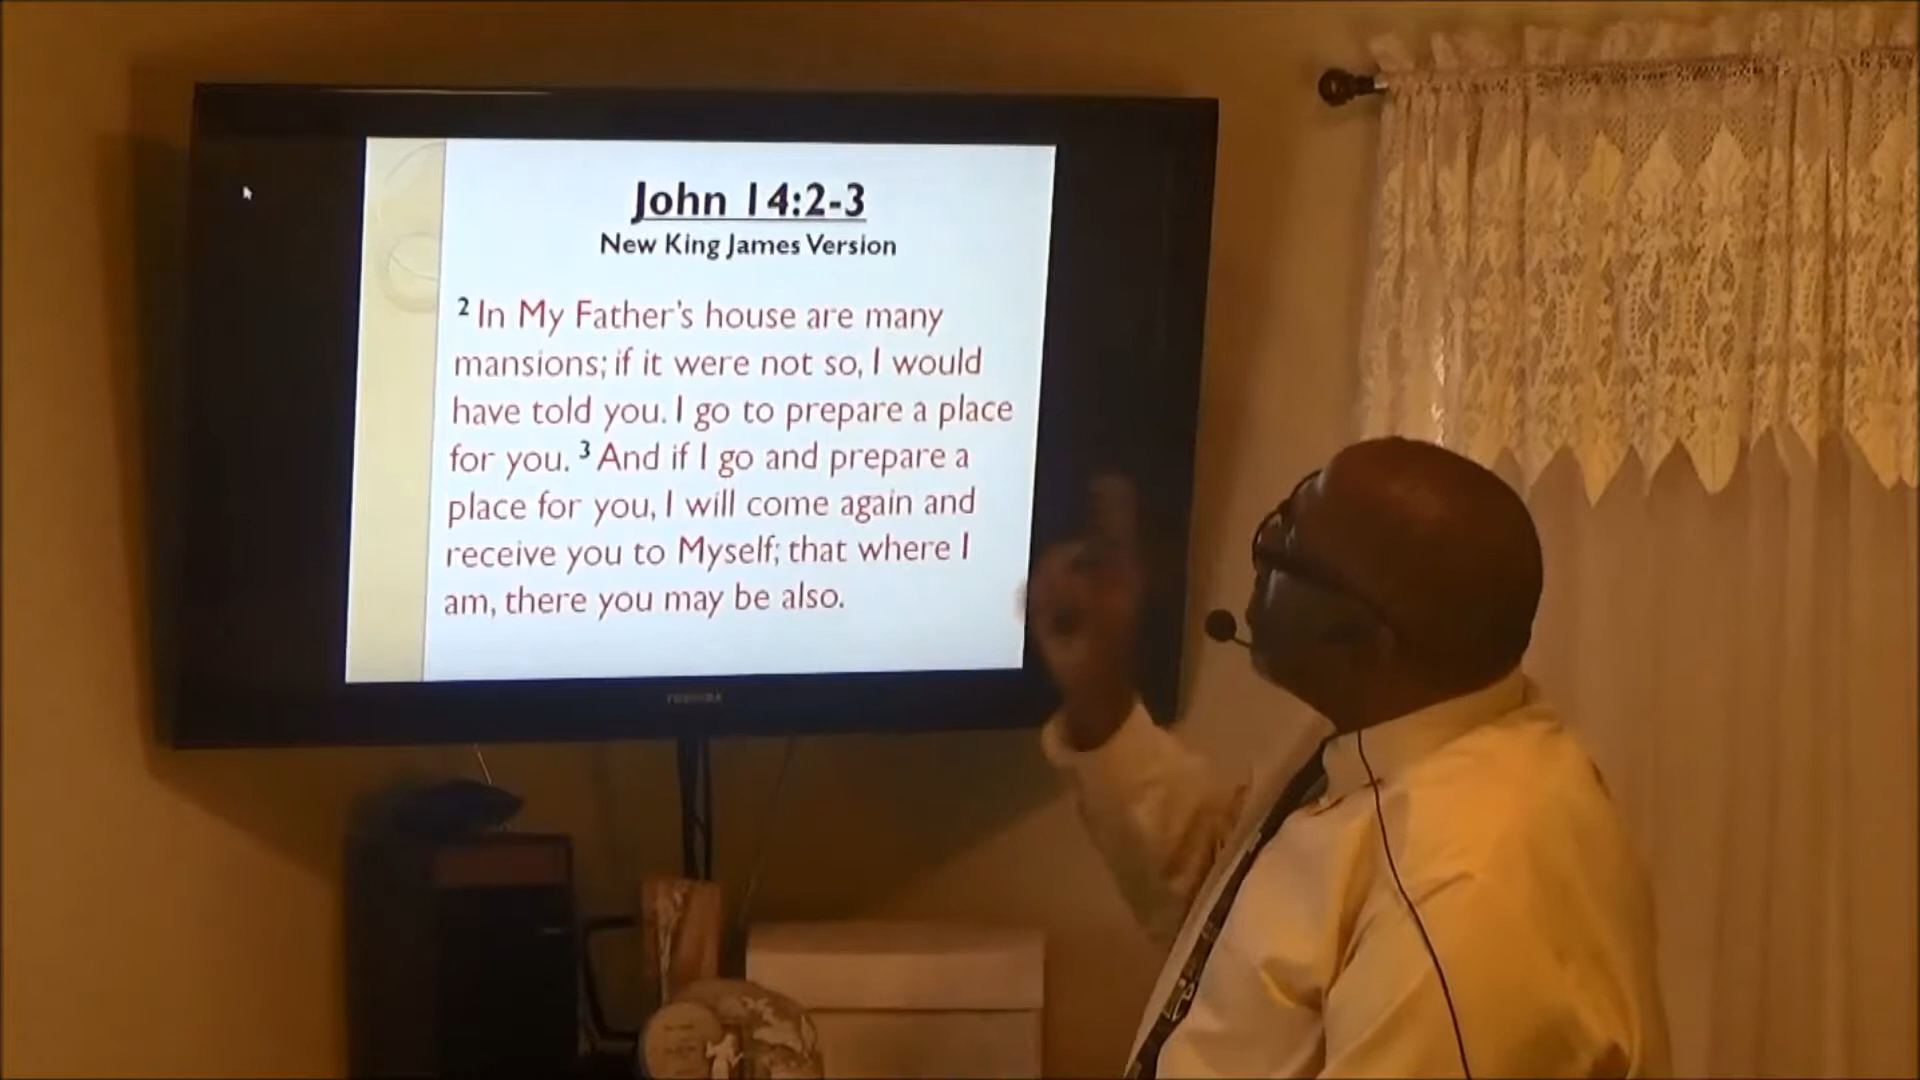 John 14:2-3
New King James Version
2 In My Father's house are many
mansions; if it were not so, I would
have told you. I go to prepare a place
for you. 3 And if I go and prepare a
place for you, I will come again and
receive you to Myself; that where I
am, there you may be also.
TOSHIBA